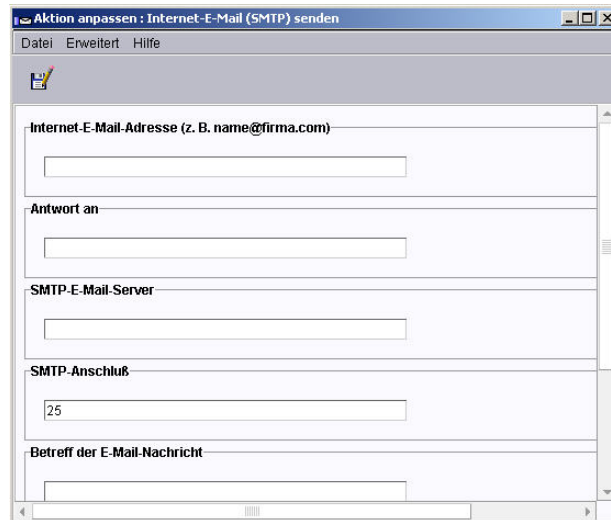 Aktion anpassen : Internet-E-Mail (SMTP) senden
Datei Erweitert Hilfe
Internet-E-Mail-Adresse (z. B. name@firma.com)
Antwort an
SMTP-E-Mail-Server
SMTP-Anschluß
25
Betreff der E-Mail-Nachricht